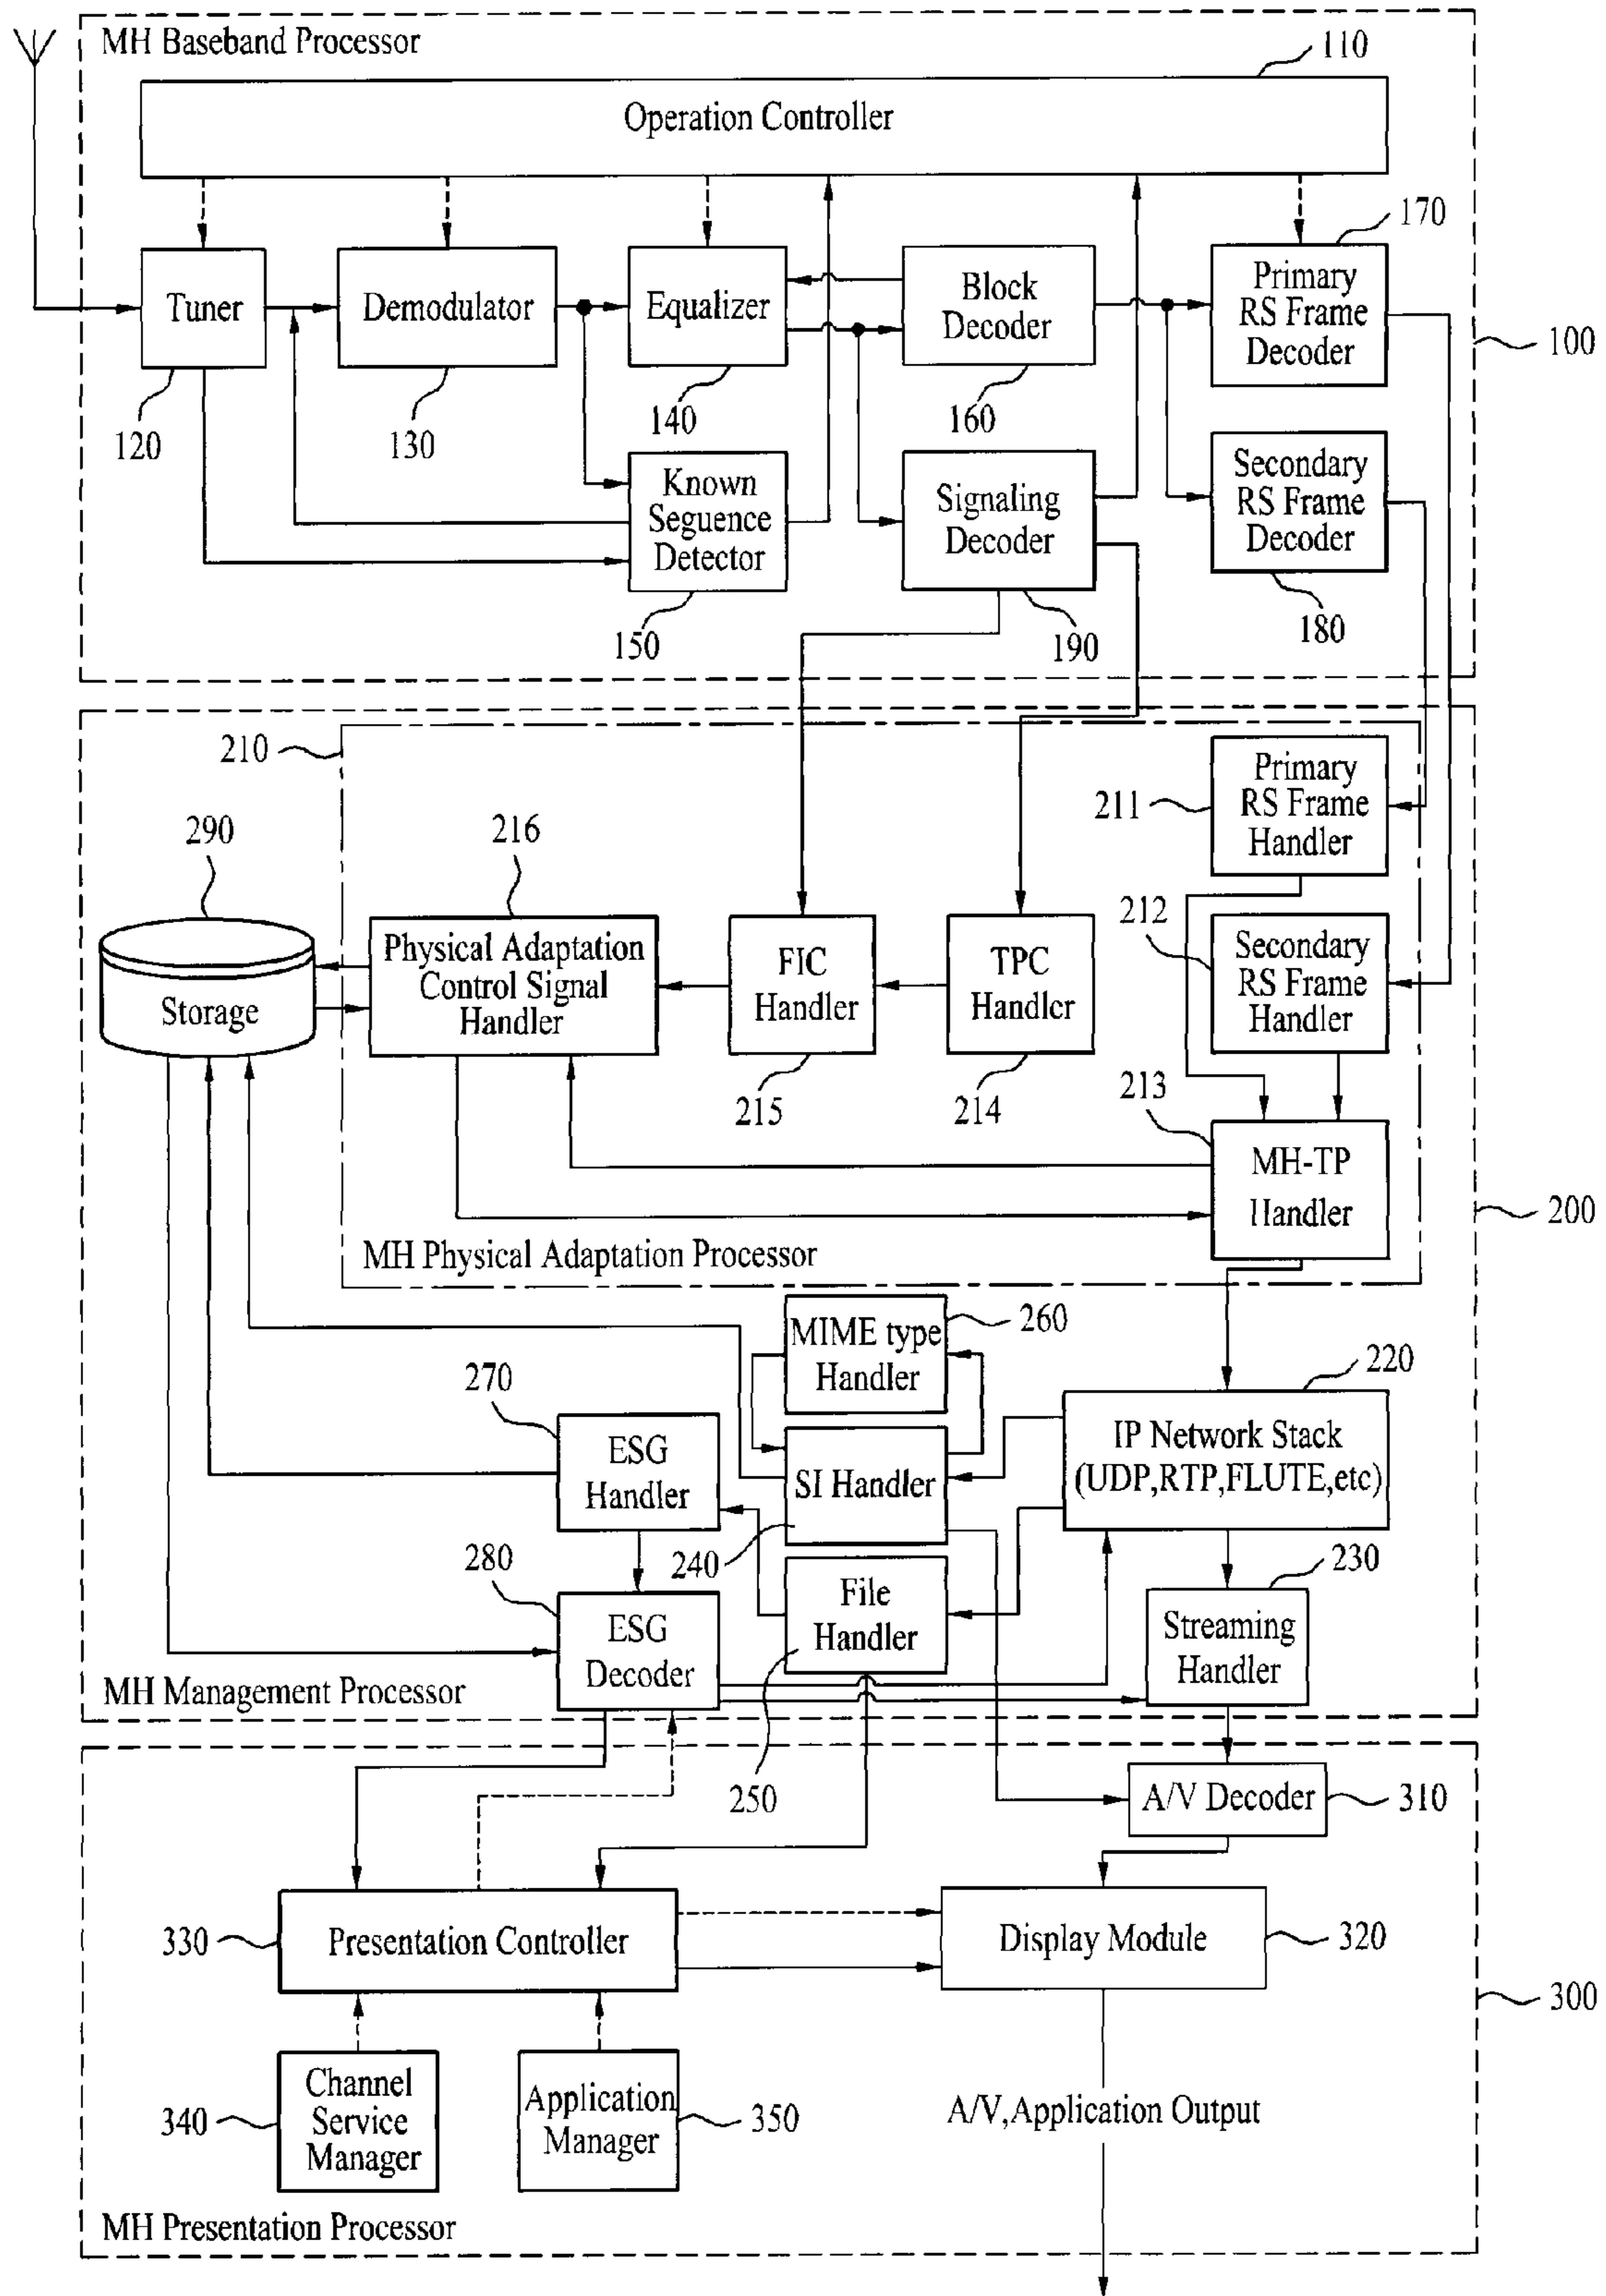 MH Baseband Processor
110
Operation Controller
170
Tuner
Demodulator
Equalizer
Block
Decoder
Primary
RS Frame
Decoder
100
120
130
140
160
Known
Seguence
Detector
Signaling
Decoder
Secondary
RS Frame
Decoder
150
190
180
210
Primary
RS Frame
Handler
211
290
216
212
Storage
Physical Adaptation
Control Signal
Handler
FIC
Handler
TPC
Handler
Secondary
RS Frame
Handler
215
214
213
MH-TP
Handler
200
MH Physical Adaptation Processor
MIME type
Handler
260
270
220
ESG
Handler
SI Handler
IP Network Stack
(UDP,RTP,FLUTE,etc)
280
240
230
ESG
Decoder
File
Handler
Streaming
Handler
MH Management Processor
250
A/V Decoder
310
330
Presentation Controller
Display Module
320
300
Channel
Service
Manager
340
Application
Manager
350
A/V,Application Output
MH Presentation Processor